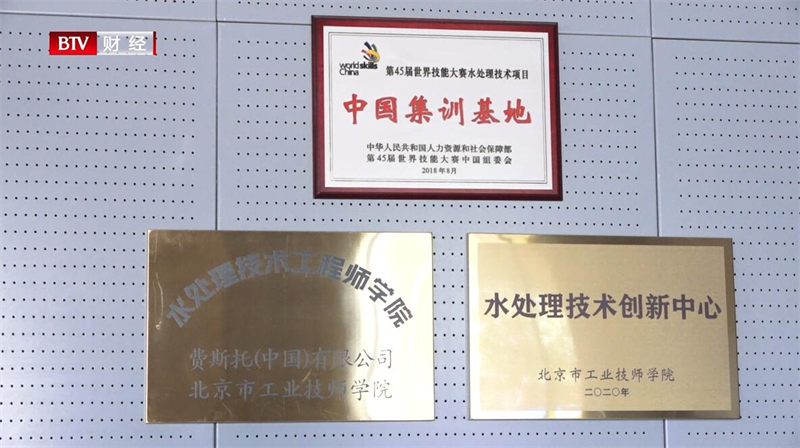 BTV 财经
worldskills
China
第45届世界技能大赛水处理技术项目
中国集训基地
中华人民共和国人力资源和社会保障部
第45届世界技能大赛中国组委会
2018年8月
水处理技术工程师学院
费斯托(中国)有限公司
北京市工业技师学院
水处理技术创新中心
北京市工业技师学院
二〇二〇年